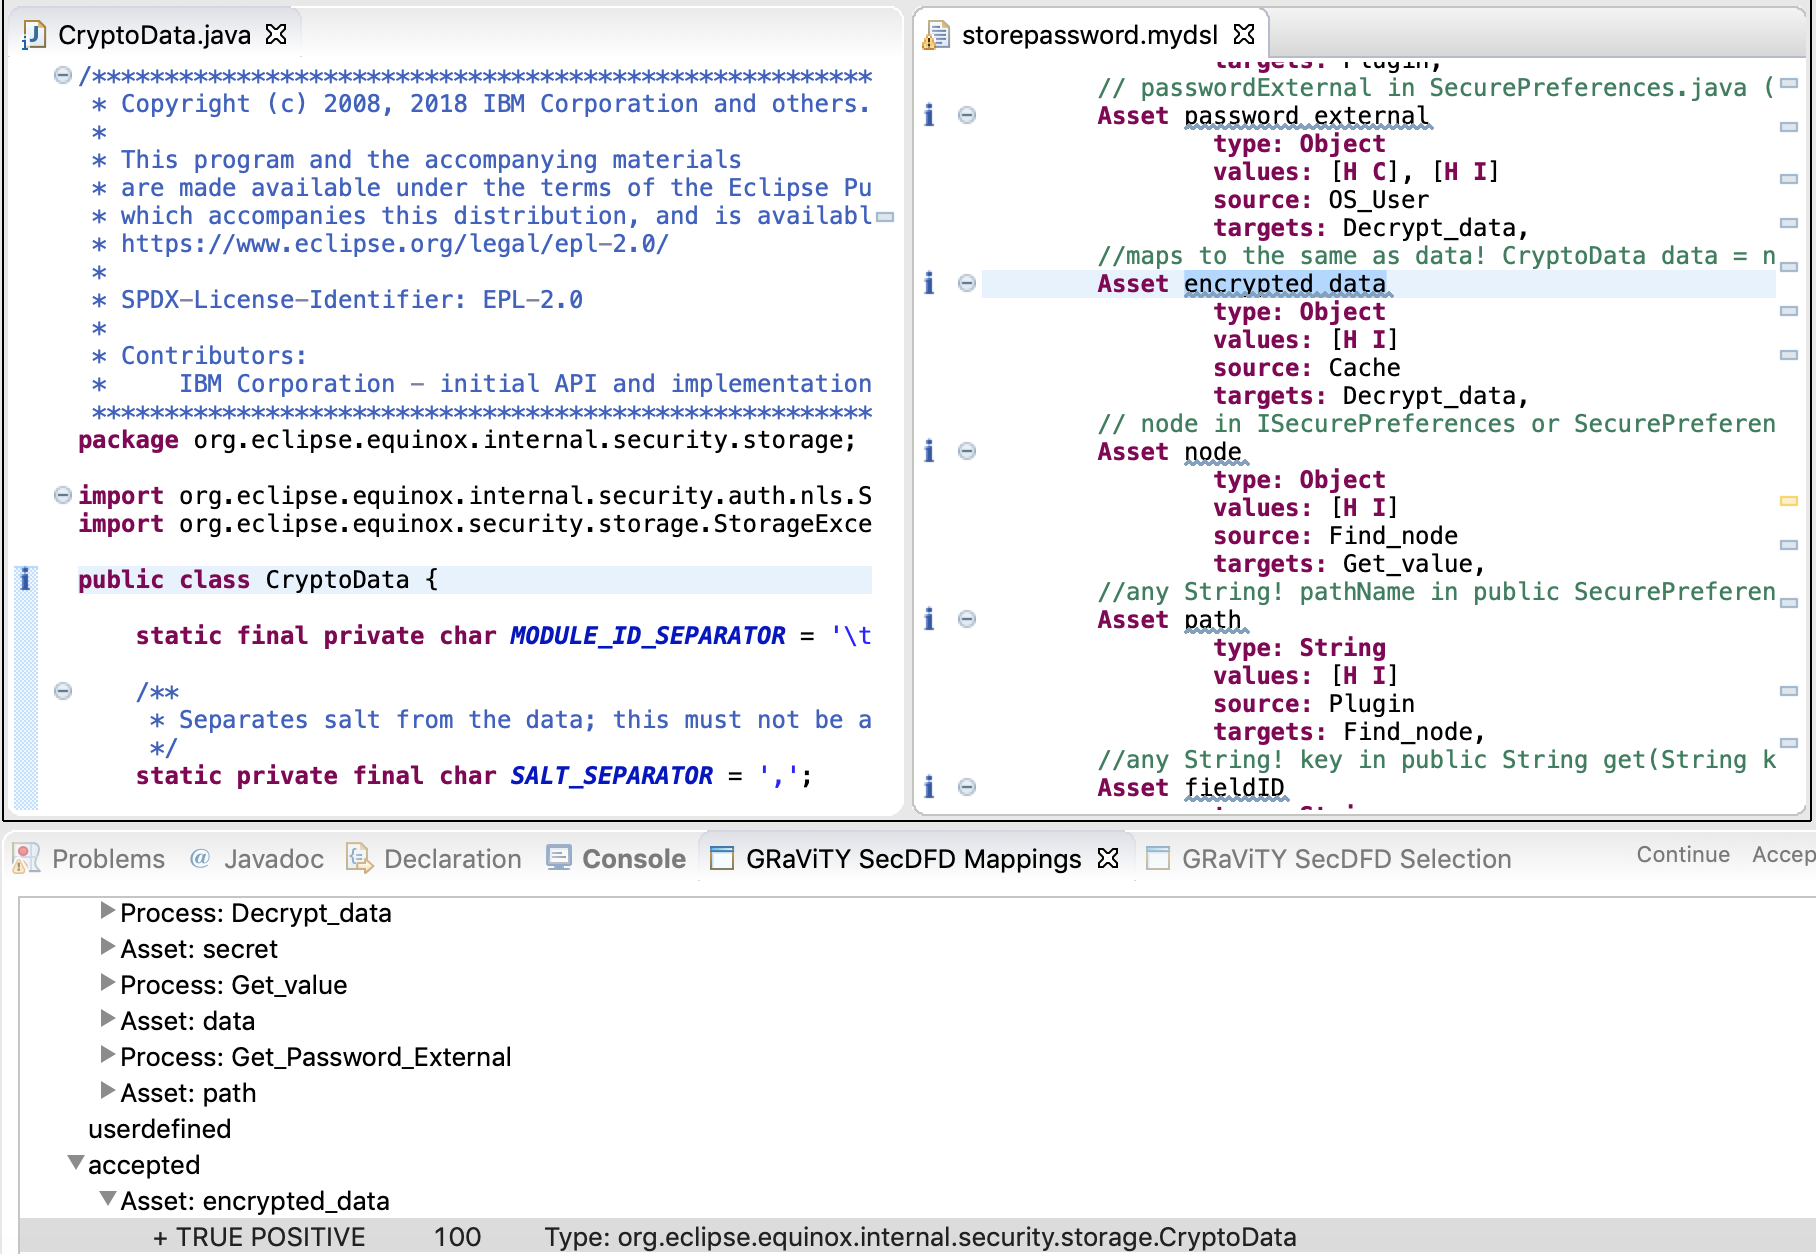 CryptoData.java
/******************************************************
* Copyright (c) 2008, 2018 IBM Corporation and others.
*
* This program and the accompanying materials
* are made available under the terms of the Eclipse Pu
* which accompanies this distribution, and is availabl
* https://www.eclipse.org/legal/epl-2.0/
*
* SPDX-License-Identifier: EPL-2.0
*
* Contributors:
*     IBM Corporation - initial API and implementation
******************************************************
package org.eclipse.equinox.internal.security.storage;
import org.eclipse.equinox.internal.security.auth.nls.S
import org.eclipse.equinox.security.storage.StorageExce
public class CryptoData {
static final private char MODULE_ID_SEPARATOR = '\t
/**
* Separates salt from the data; this must not be a
*/
static private final char SALT_SEPARATOR = ',';
storepassword.mydsl
targets: Plugin,
// passwordExternal in SecurePreferences.java (
Asset password_external
type: Object
values: [H C], [H I]
source: OS_User
targets: Decrypt_data,
//maps to the same as data! CryptoData data = n
Asset encrypted_data
type: Object
values: [H I]
source: Cache
targets: Decrypt_data,
// node in ISecurePreferences or SecurePreferen
Asset node
type: Object
values: [H I]
source: Find_node
targets: Get_value,
//any String! pathName in public SecurePreferen
Asset path
type: String
values: [H I]
source: Plugin
targets: Find_node,
//any String! key in public String get(String k
Asset fieldID
Problems @ Javadoc Declaration Console GRaViTY SecDFD Mappings GRaViTY SecDFD Selection Continue Accep
Process: Decrypt_data
Asset: secret
Process: Get_value
Asset: data
Process: Get_Password_External
Asset: path
userdefined
accepted
Asset: encrypted_data
+ TRUE POSITIVE 100 Type: org.eclipse.equinox.internal.security.storage.CryptoData